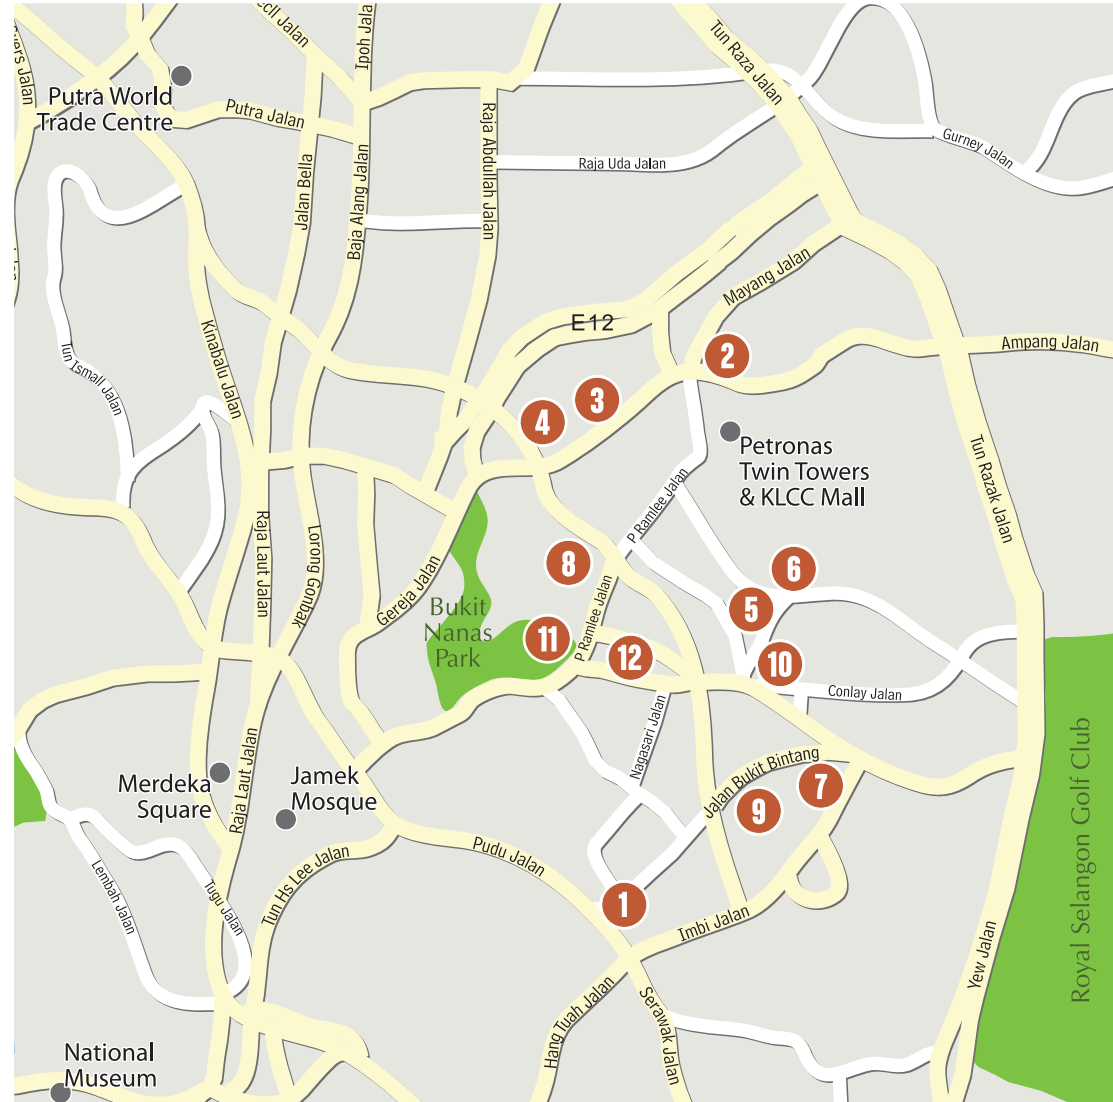 Tun Raza Jalan
Ipoh Jalan
Putra World
Trade Centre
Putra Jalan
Raja Abdullah Jalan
Gurney Jalan
Raja Uda Jalan
Jalan Bella
Baja Alang Jalan
Mayang Jalan
E12
Kinabalu Jalan
Ampang Jalan
Tun Ismall Jalan
2
3
4
Petronas
Twin Towers
& KLCC Mall
Tun Razak Jalan
P Ramlee Jalan
Raja Laut Jalan
Lorong Gombak
Gereja Jalan
8
6
5
P Ramlee Jalan
Bukit
Nanas
Park
11
12
10
Conlay Jalan
Nagasari Jalan
Jalan Bukit Bintang
7
9
Merdeka
Square
Jamek
Mosque
Raja Laut Jalan
Royal Selangon Golf Club
Pudu Jalan
Tun Hs Lee Jalan
Lembah Jalan
Tugu Jalan
1
Imbi Jalan
Yew Jalan
Hang Tuah Jalan
Serawak Jalan
National
Museum